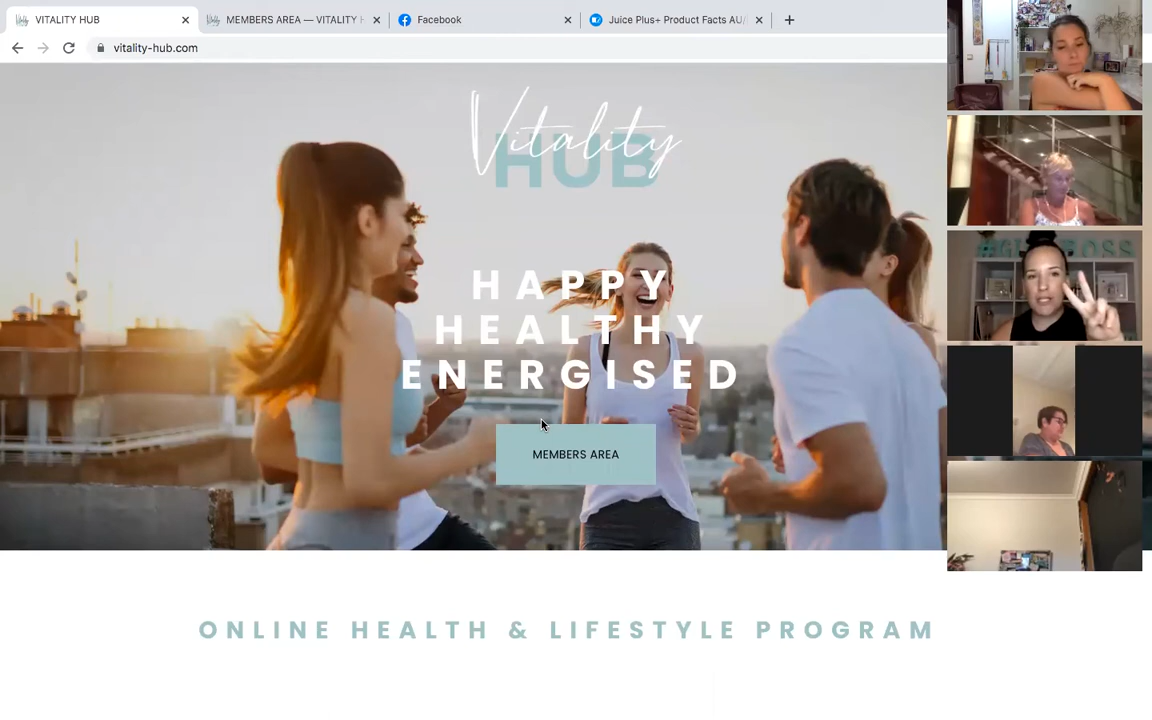 VITALITY HUB
MEMBERS AREA — VITALITY H
Facebook
Juice Plus+ Product Facts AU/
vitality-hub.com
Vitality
HUB
HAPPY
HEALTHY
ENERGISED
MEMBERS AREA
ONLINE HEALTH & LIFESTYLE PROGRAM